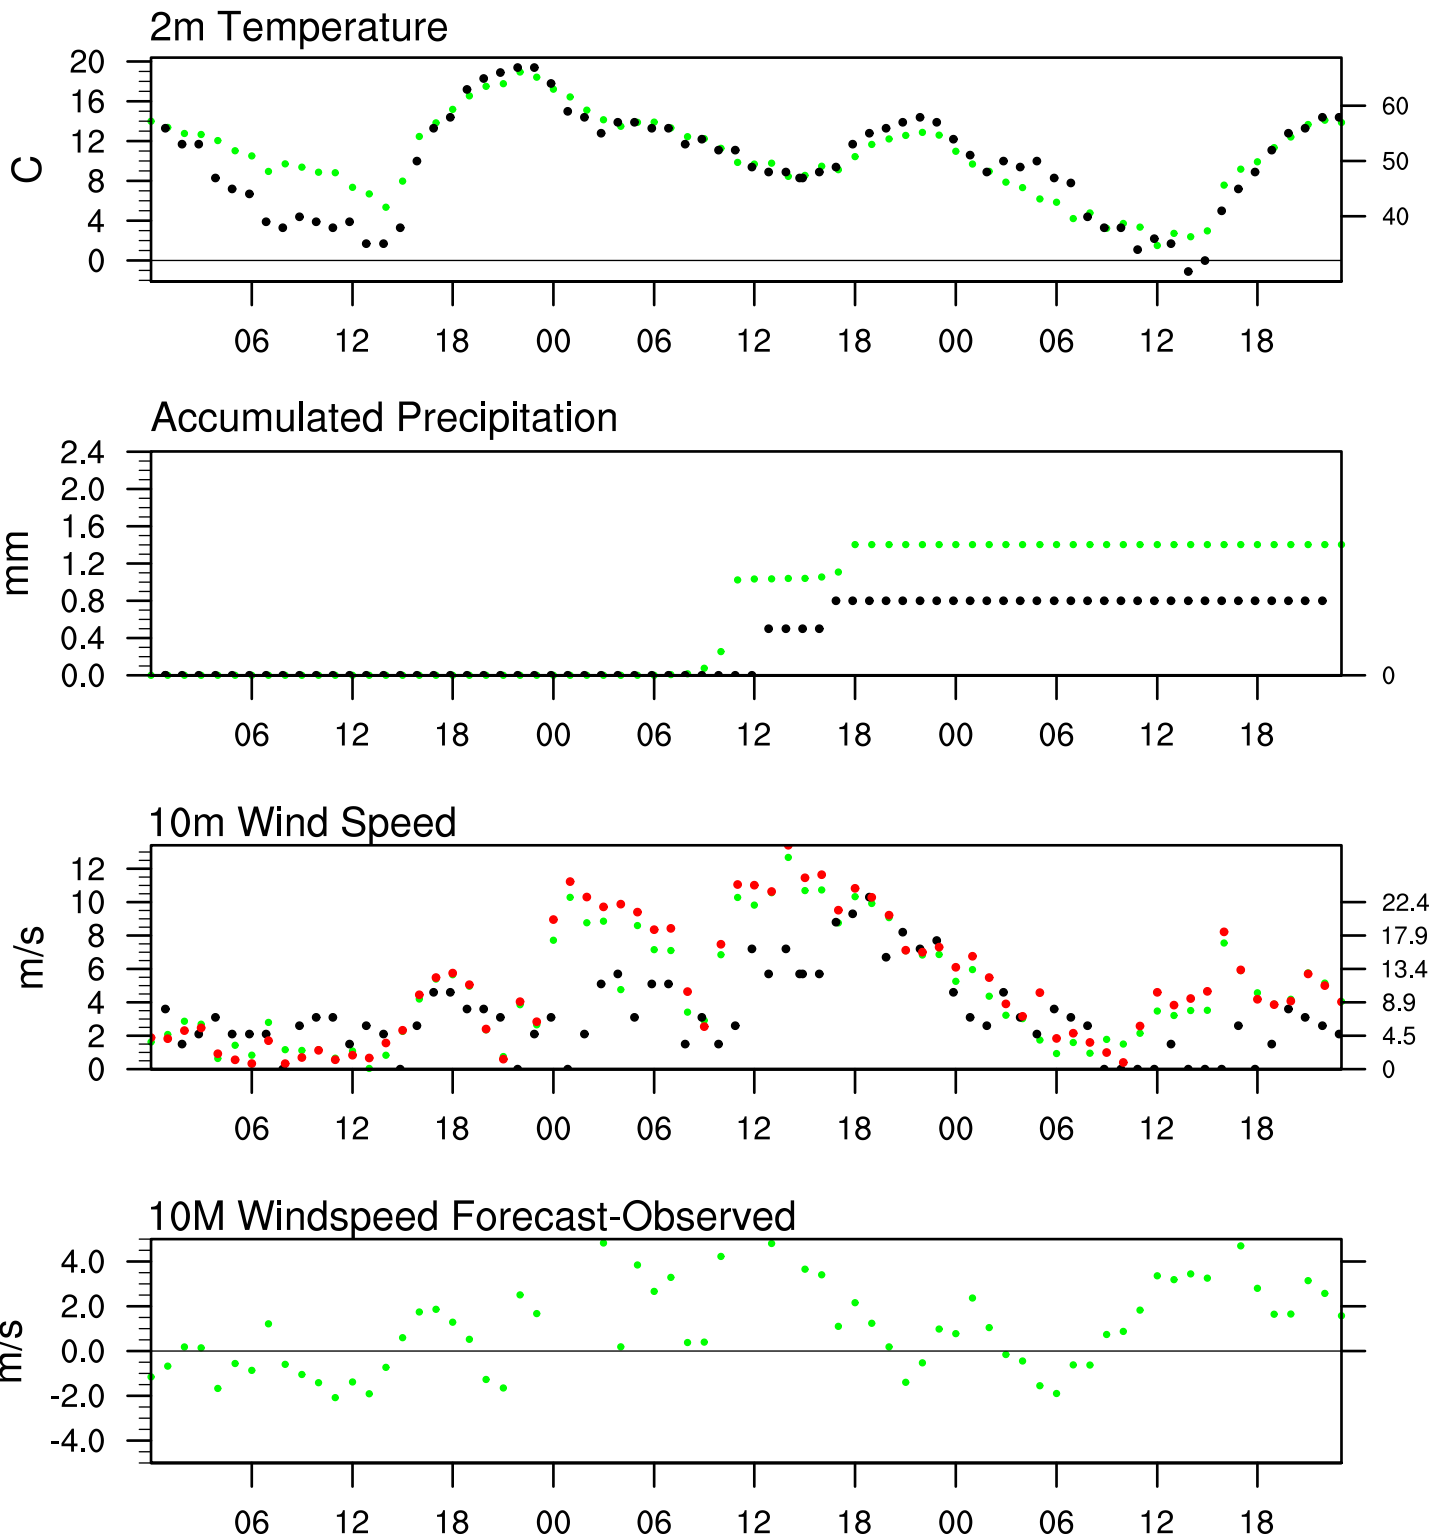 2m Temperature
20
16
12
8
4
0
C
60
50
40
06 12 18 00 06 12 18 00 06 12 18
Accumulated Precipitation
2.4
2.0
1.6
1.2
0.8
0.4
0.0
mm
0
06 12 18 00 06 12 18 00 06 12 18
10m Wind Speed
12
10
8
6
4
2
0
m/s
22.4
17.9
13.4
8.9
4.5
0
06 12 18 00 06 12 18 00 06 12 18
10M Windspeed Forecast-Observed
4.0
2.0
0.0
-2.0
-4.0
m/s
06 12 18 00 06 12 18 00 06 12 18